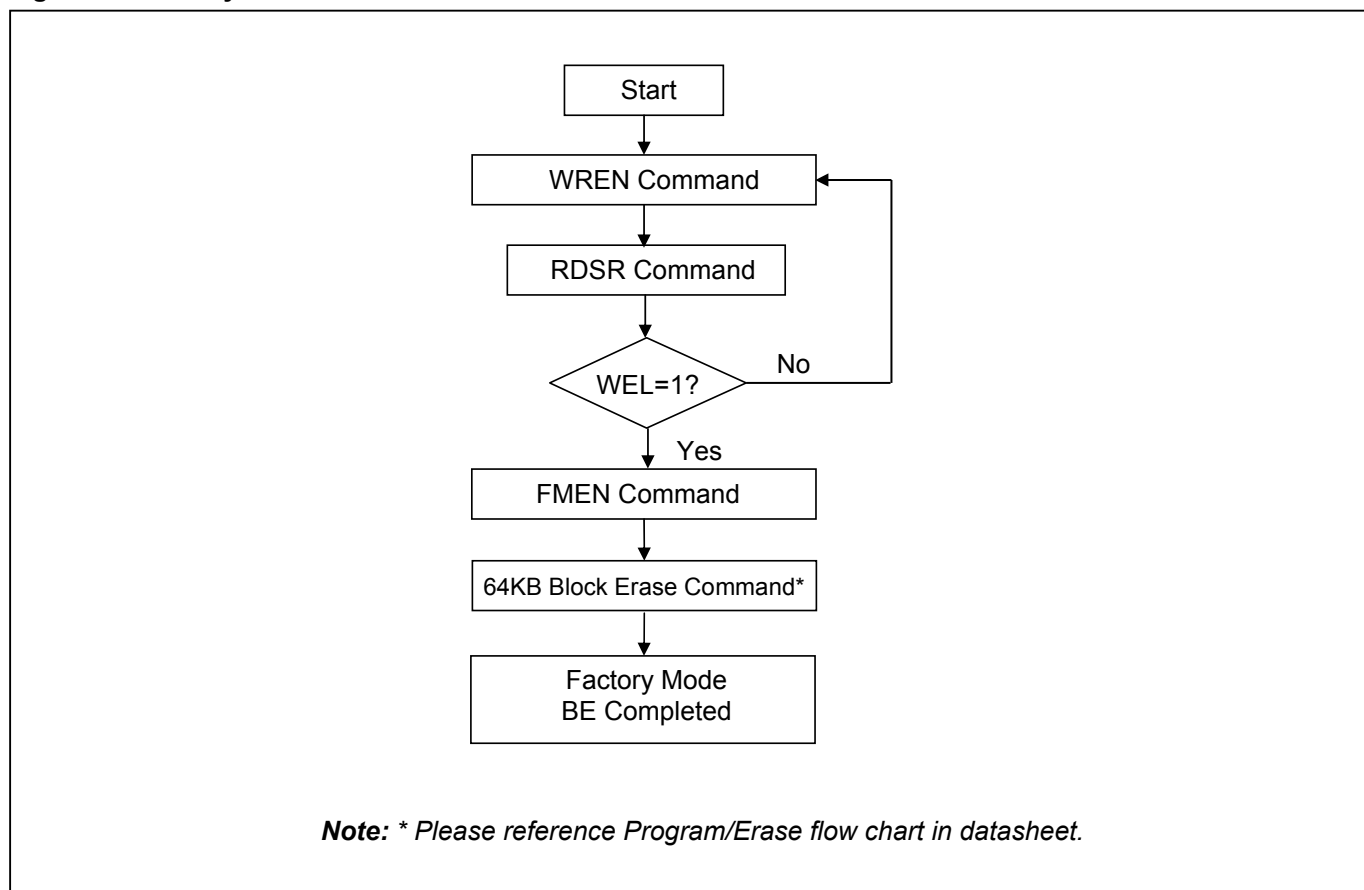 Start
WREN Command
RDSR Command
WEL=1?
No
Yes
FMEN Command
64KB Block Erase Command*
Factory Mode
BE Completed
Note: * Please reference Program/Erase flow chart in datasheet.